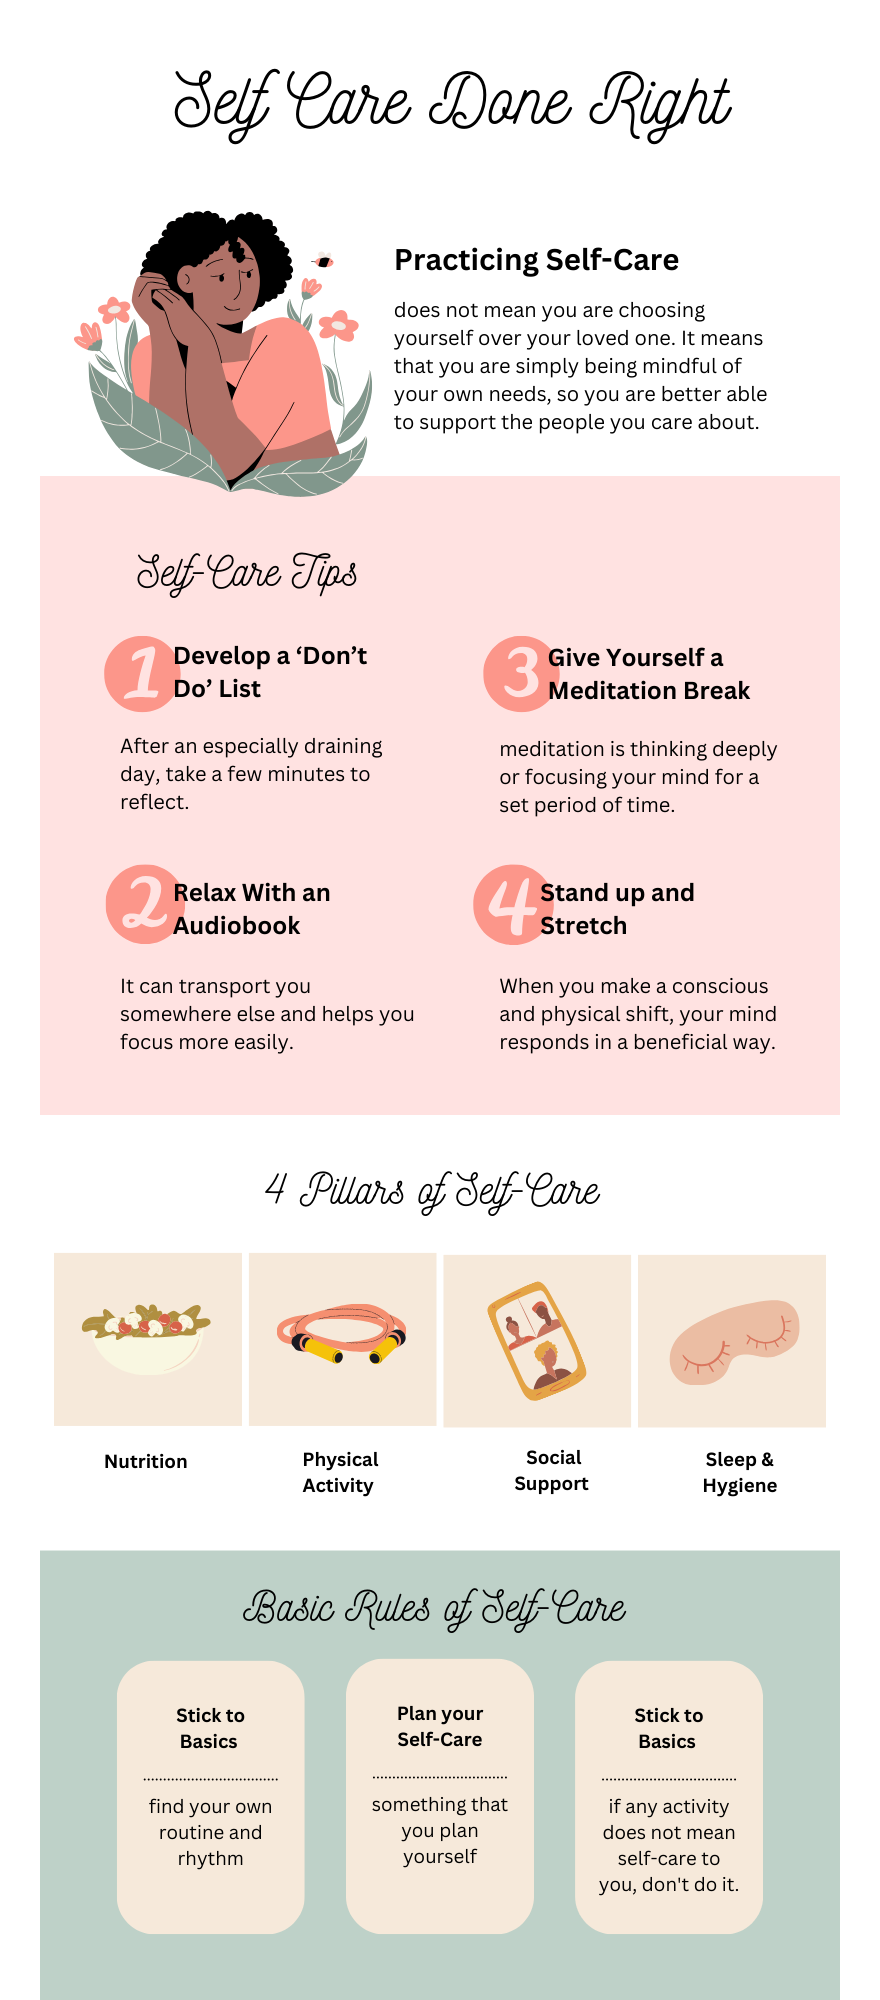 Self Care Done Right
Practicing Self-Care
does not mean you are choosing
yourself over your loved one. It means
that you are simply being mindful of
your own needs, so you are better able
to support the people you care about.
Self-Care Tips
1
Develop a ‘Don’t
Do’ List
After an especially draining
day, take a few minutes to
reflect.
2
Relax With an
Audiobook
It can transport you
somewhere else and helps you
focus more easily.
3
Give Yourself a
Meditation Break
meditation is thinking deeply
or focusing your mind for a
set period of time.
4
Stand up and
Stretch
When you make a conscious
and physical shift, your mind
responds in a beneficial way.
4 Pillars of Self-Care
Nutrition
Physical
Activity
Social
Support
Sleep &
Hygiene
Basic Rules of Self-Care
Stick to
Basics
find your own
routine and
rhythm
Plan your
Self-Care
something that
you plan
yourself
Stick to
Basics
if any activity
does not mean
self-care to
you, don't do it.